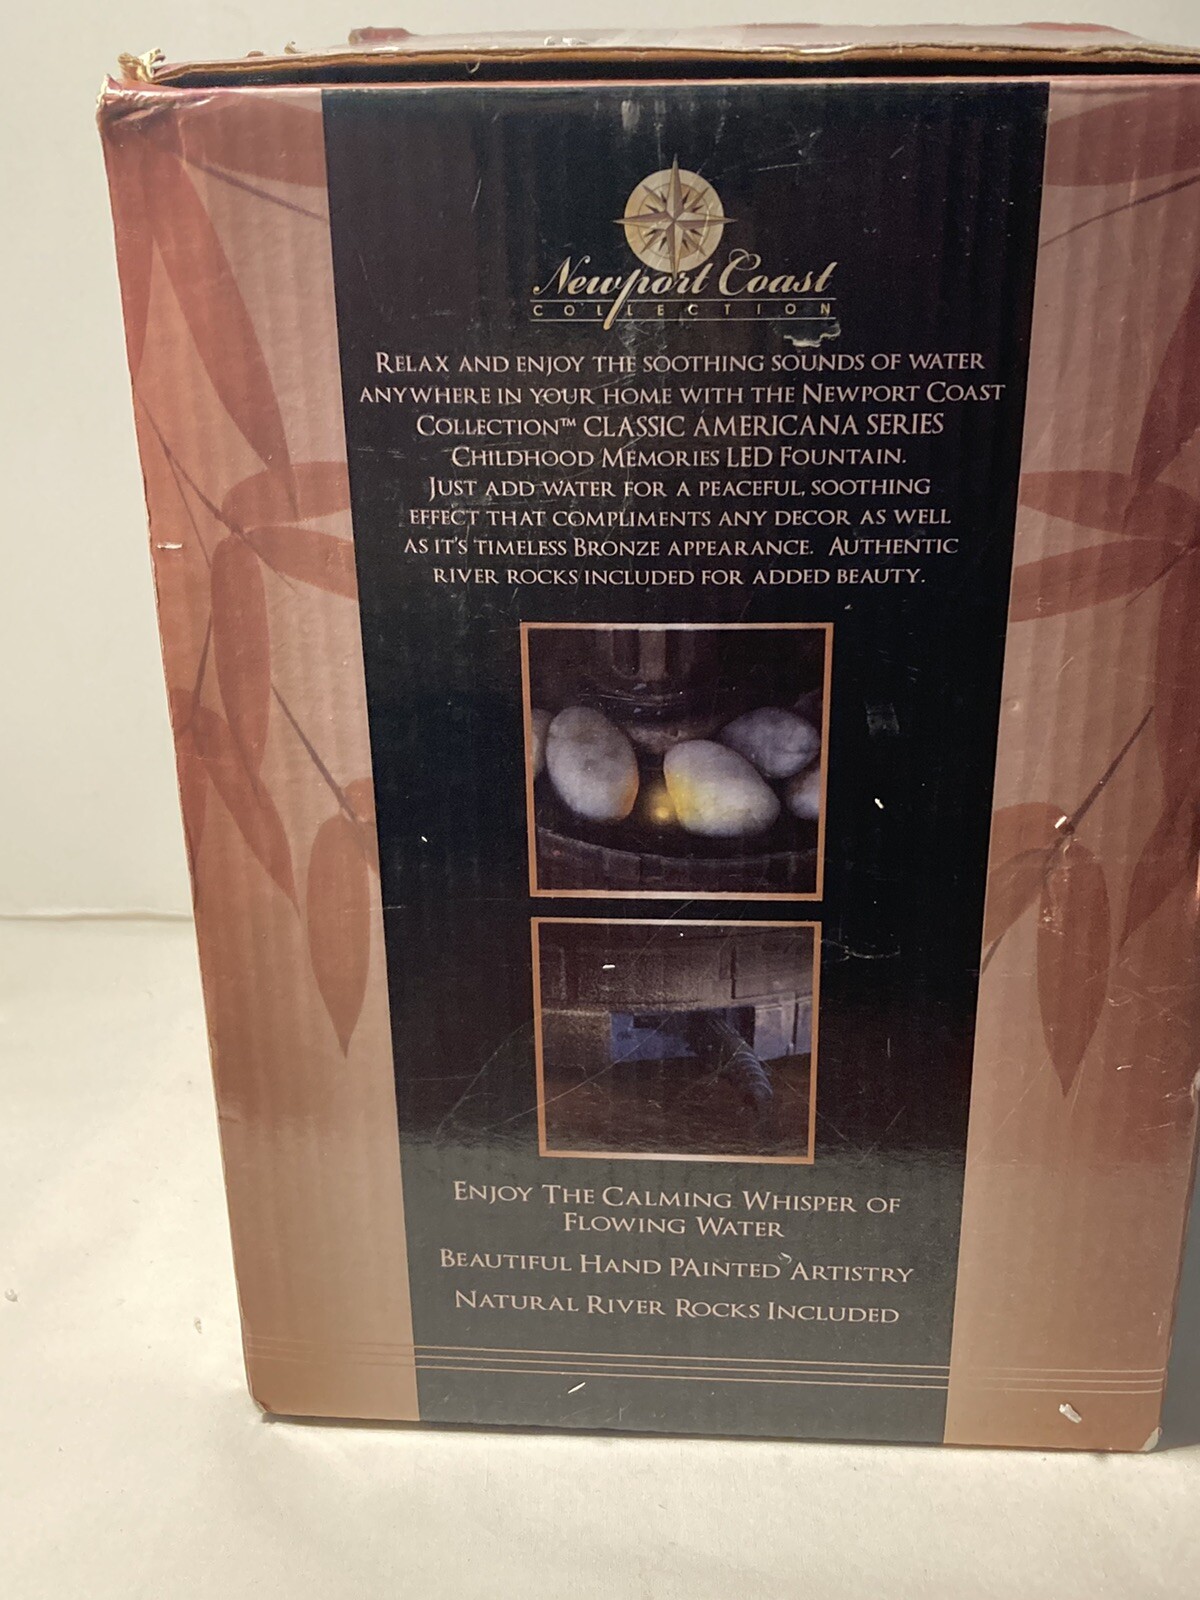 Newport Coast
COLLECTION
RELAX AND ENJOY THE SOOTHING SOUNDS OF WATER
ANYWHERE IN YOUR HOME WITH THE NEWPORT COAST
COLLECTION™ CLASSIC AMERICANA SERIES
CHILDHOOD MEMORIES LED FOUNTAIN.
JUST ADD WATER FOR A PEACEFUL, SOOTHING
EFFECT THAT COMPLIMENTS ANY DECOR AS WELL
AS IT'S TIMELESS BRONZE APPEARANCE. AUTHENTIC
RIVER ROCKS INCLUDED FOR ADDED BEAUTY.
ENJOY THE CALMING WHISPER OF
FLOWING WATER
BEAUTIFUL HAND PAINTED ARTISTRY
NATURAL RIVER ROCKS INCLUDED